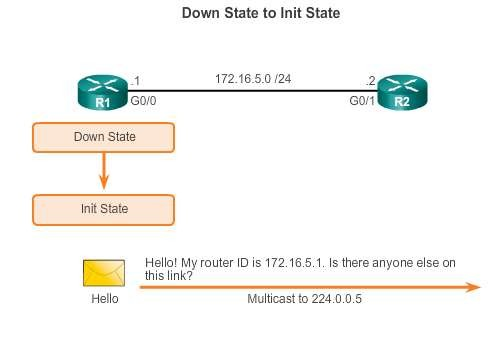 Down State to Init State
172.16.5.0 /24
.1
.2
G0/0
G0/1
R1
R2
Down State
Init State
Hello! My router ID is 172.16.5.1. Is there anyone else on
this link?
Hello
Multicast to 224.0.0.5